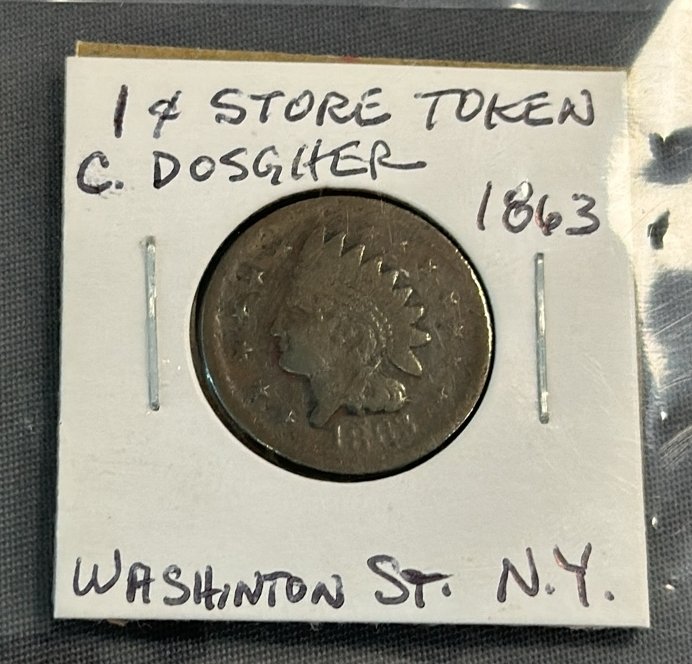 1¢ STORE TOKEN
C. DOSGHER
1863
WASHINTON ST. N.Y.